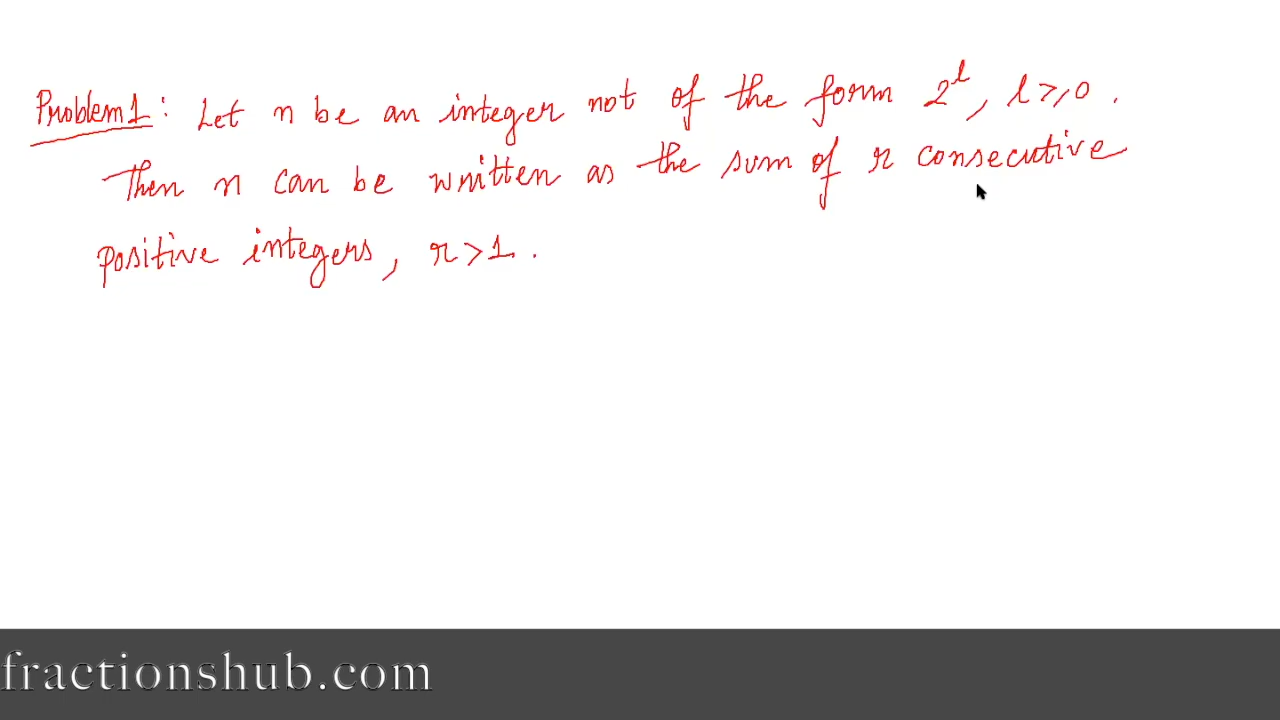 Problem 1: Let n be an integer not of the form 2^l, l ≥ 0.
Then n can be written as the sum of r consecutive
positive integers, r > 1.
fractionshub.com